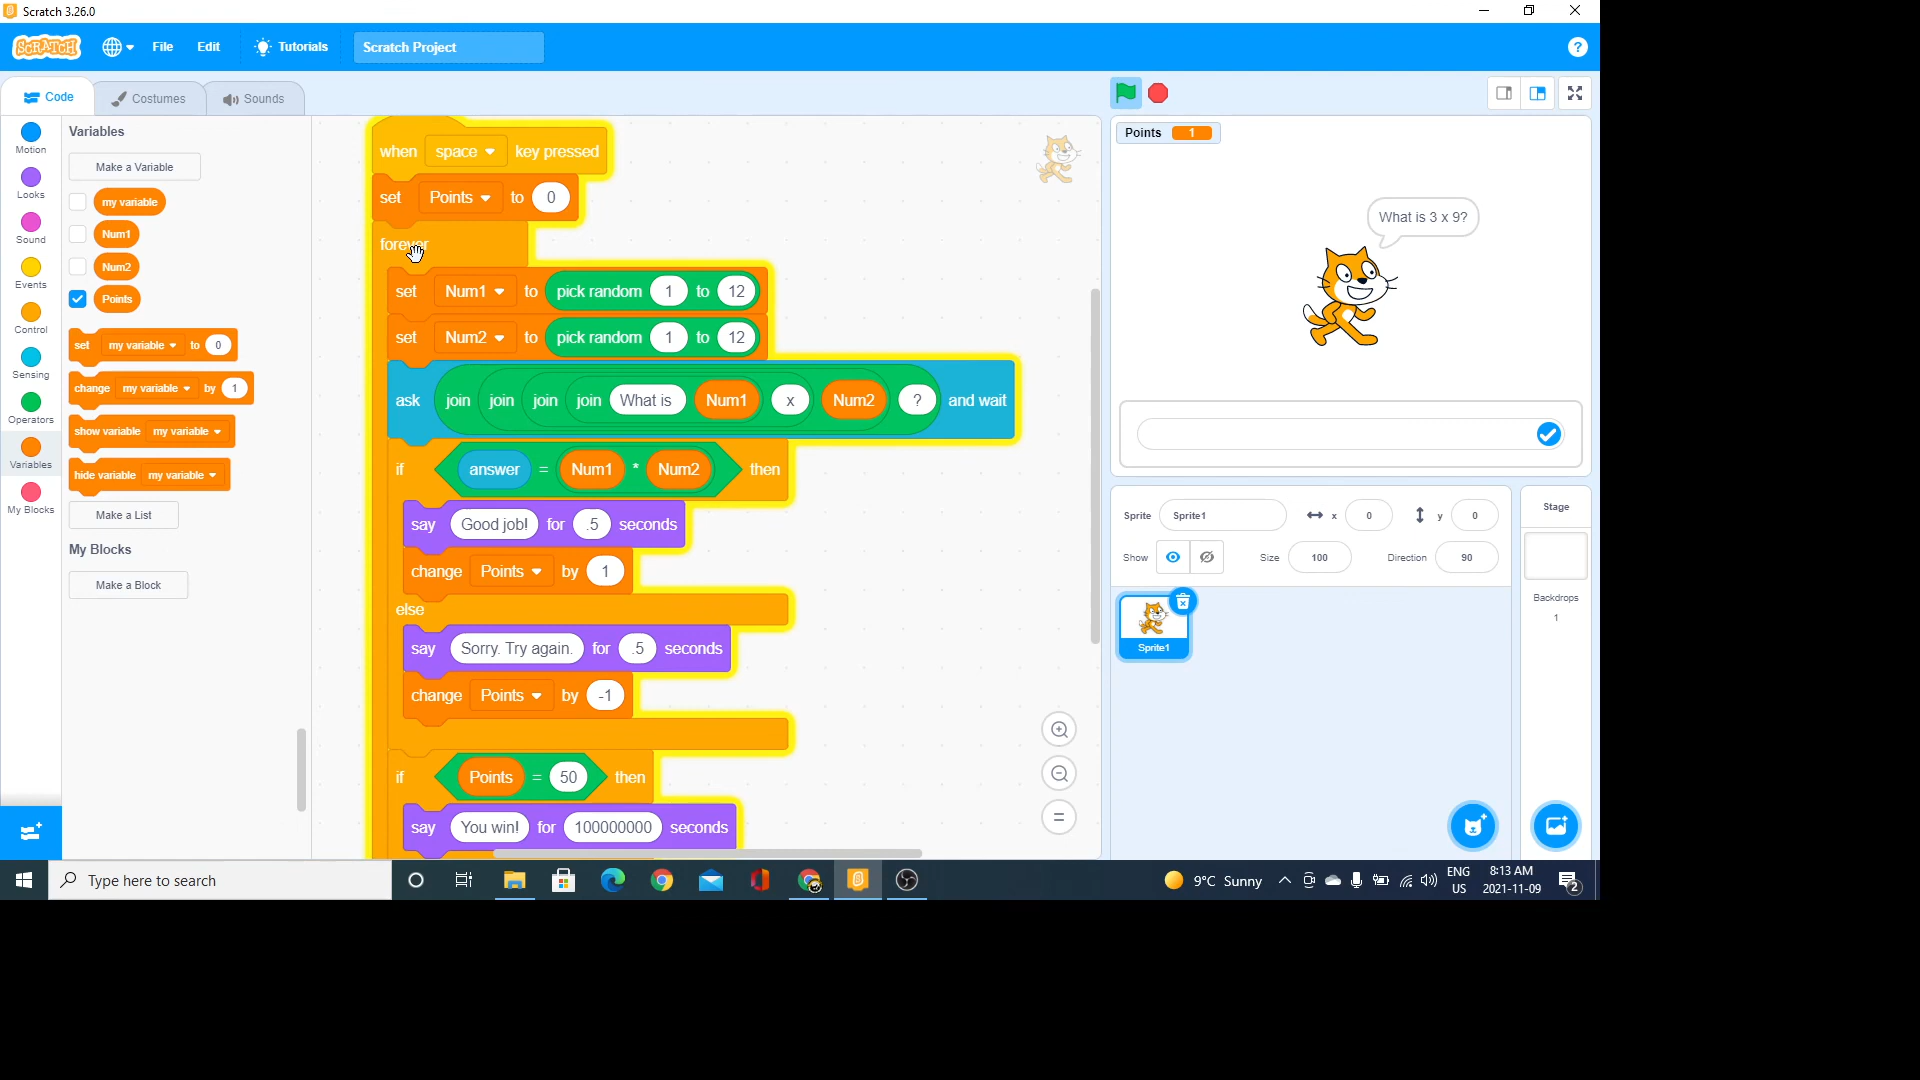 Scratch 3.26.0
SCRATCH
File
Edit
Tutorials
Scratch Project
?
Code
Costumes
Sounds
Motion
Looks
Sound
Events
Control
Sensing
Operators
Variables
My Blocks
Variables
Make a Variable
my variable
Num1
Num2
Points
set my variable to 0
change my variable by 1
show variable my variable
hide variable my variable
Make a List
My Blocks
Make a Block
when space key pressed
set Points to 0
forever
set Num1 to pick random 1 to 12
set Num2 to pick random 1 to 12
ask join join join join What is Num1 x Num2 ? and wait
if answer = Num1 * Num2 then
say Good job! for .5 seconds
change Points by 1
else
say Sorry. Try again. for .5 seconds
change Points by -1
if Points = 50 then
say You win! for 100000000 seconds
Points 1
What is 3 x 9?
Sprite Sprite1 x 0 y 0
Show Size 100 Direction 90
Sprite1
Stage
Backdrops
1
Type here to search
9°C Sunny
ENG
US
8:13 AM
2021-11-09
2